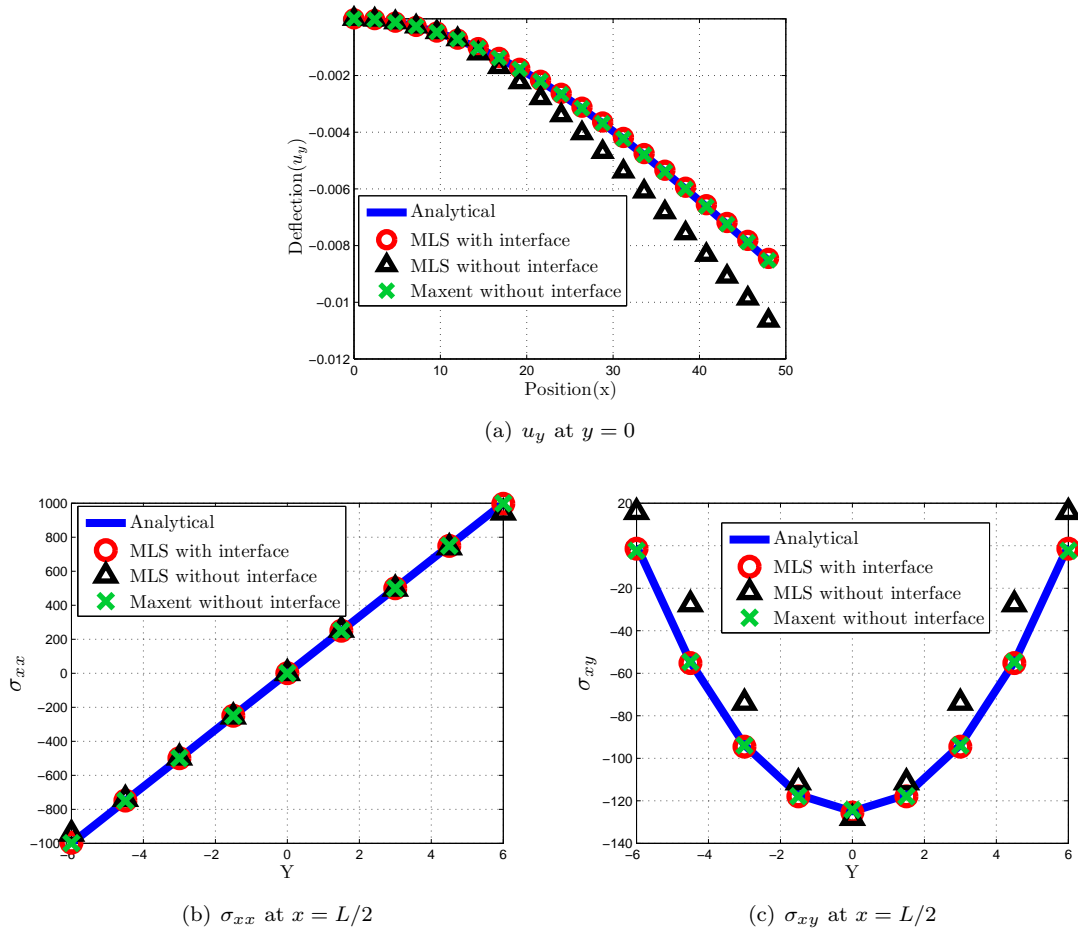 −0.002
−0.004
−0.006
−0.008
−0.01
−0.012
Deflection(u_y)
0 10 20 30 40 50
Position(x)
Analytical
MLS with interface
MLS without interface
Maxent without interface
(a) u_y at y = 0
1000
800
600
400
200
0
−200
−400
−600
−800
−1000
σ_xx
−6 −4 −2 0 2 4 6
Y
Analytical
MLS with interface
MLS without interface
Maxent without interface
(b) σ_xx at x = L/2
20
−20
−40
−60
−80
−100
−120
−140
σ_xy
−6 −4 −2 0 2 4 6
Y
Analytical
MLS with interface
MLS without interface
Maxent without interface
(c) σ_xy at x = L/2